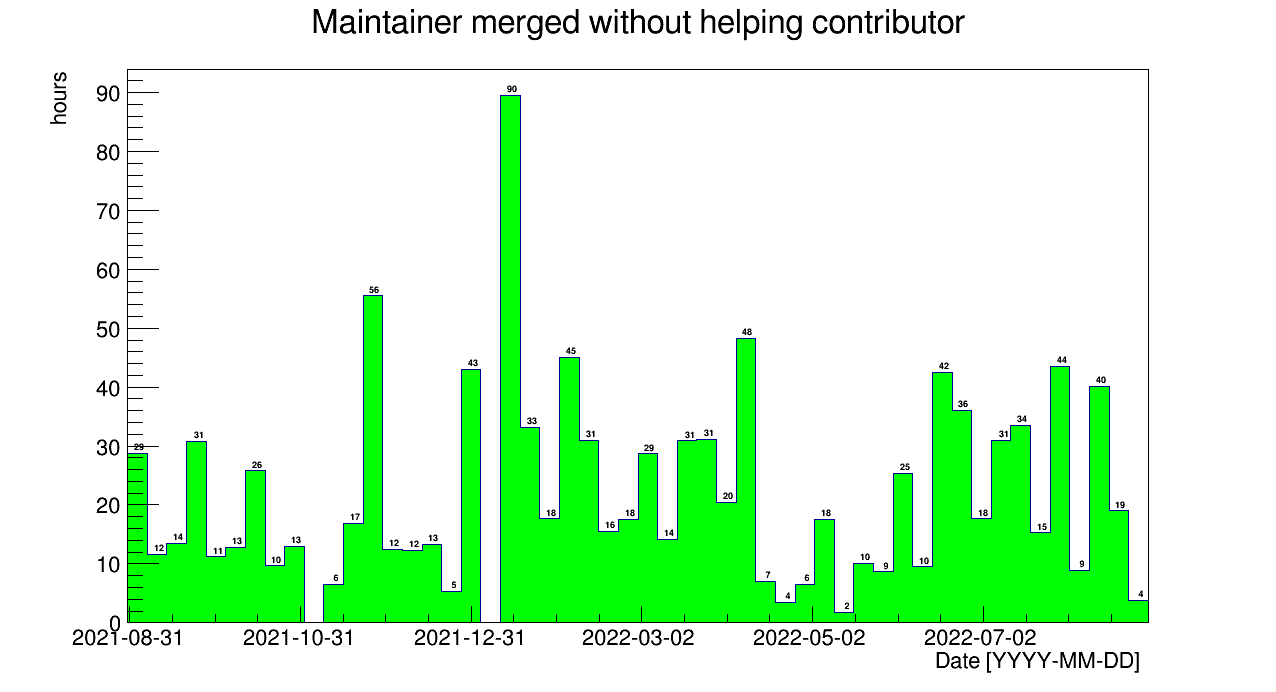 Maintainer merged without helping contributor
hours
90
80
70
60
50
40
30
20
10
0
29 12 14 31 11 13 26 10 13 6 17 56 12 12 13 5 43 90 33 18 45 31 16 18 29 14 31 31 20 48 7 4 6 18 2 10 9 25 10 42 36 18 31 34 15 44 9 40 19 4
2021-08-31 2021-10-31 2021-12-31 2022-03-02 2022-05-02 2022-07-02
Date [YYYY-MM-DD]